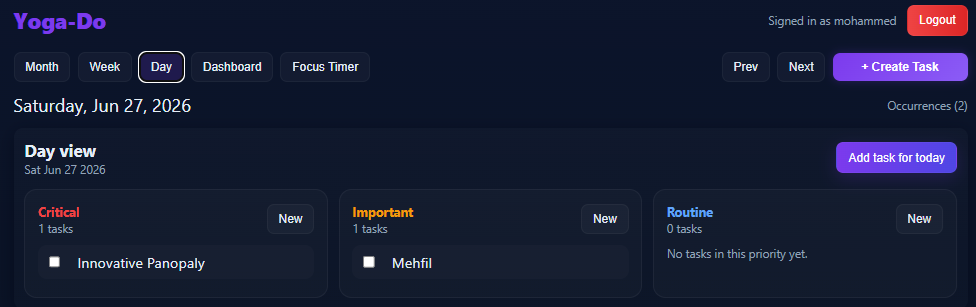 Yoga-Do
Signed in as mohammed
Logout
Month
Week
Day
Dashboard
Focus Timer
Prev
Next
+ Create Task
Saturday, Jun 27, 2026
Occurrences (2)
Day view
Sat Jun 27 2026
Add task for today
Critical
1 tasks
New
Innovative Panopaly
Important
1 tasks
New
Mehfil
Routine
0 tasks
New
No tasks in this priority yet.